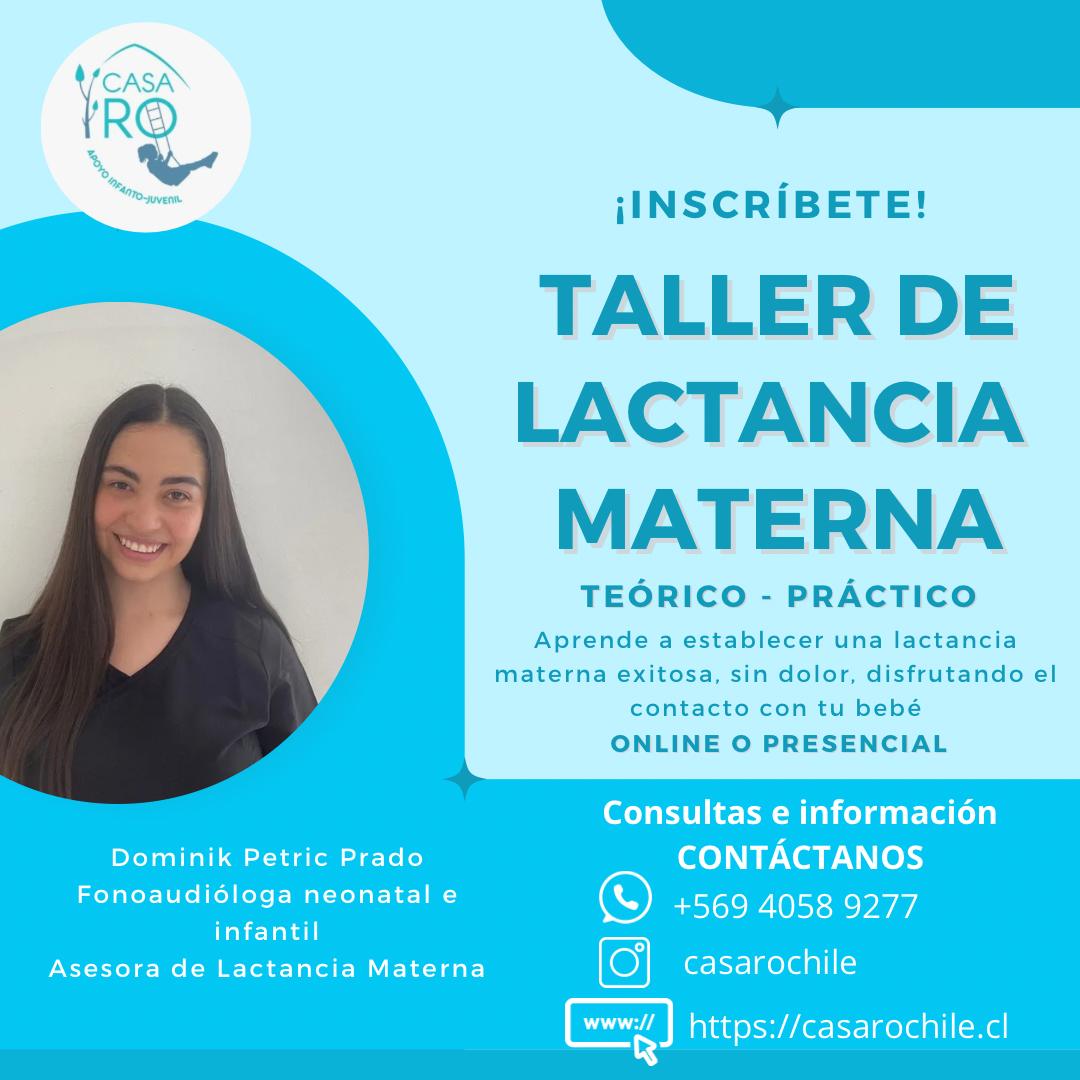 CASA
RO
APOYO INFANTO-JUVENIL
¡INSCRÍBETE!
TALLER DE
LACTANCIA
MATERNA
TEÓRICO - PRÁCTICO
Aprende a establecer una lactancia
materna exitosa, sin dolor, disfrutando el
contacto con tu bebé
ONLINE O PRESENCIAL
Dominik Petric Prado
Fonoaudióloga neonatal e
infantil
Asesora de Lactancia Materna
Consultas e información
CONTÁCTANOS
+569 4058 9277
casarochile
www:// https://casarochile.cl